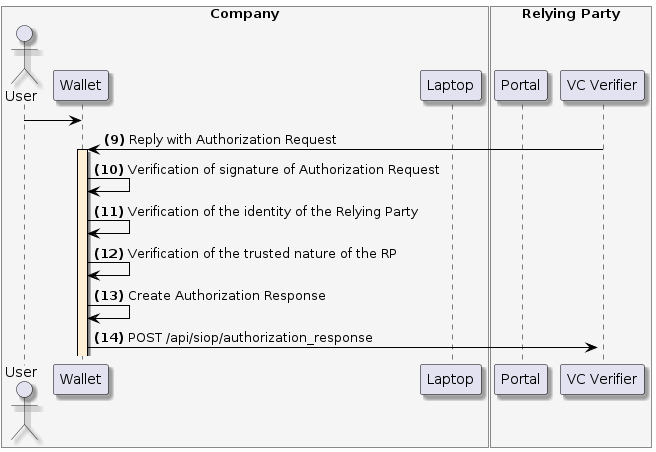 Company
Relying Party
User
Wallet
Laptop
Portal
VC Verifier
(9) Reply with Authorization Request
(10) Verification of signature of Authorization Request
(11) Verification of the identity of the Relying Party
(12) Verification of the trusted nature of the RP
(13) Create Authorization Response
(14) POST /api/siop/authorization_response
User
Wallet
Laptop
Portal
VC Verifier